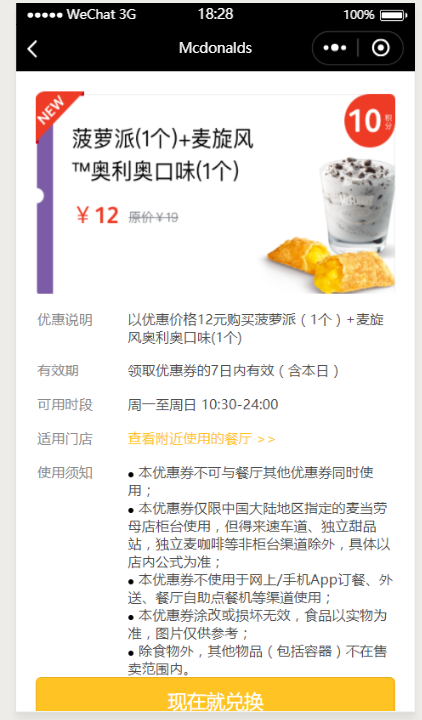 WeChat 3G 18:28 100%
Mcdonalds
NEW
10积分
菠萝派(1个)+麦旋风
™奥利奥口味(1个)
￥12 原价￥19
优惠说明 以优惠价格12元购买菠萝派（1个）+麦旋
风奥利奥口味(1个)
有效期 领取优惠券的7日内有效（含本日）
可用时段 周一至周日 10:30-24:00
适用门店 查看附近使用的餐厅 >>
使用须知 ● 本优惠券不可与餐厅其他优惠券同时使
用；
● 本优惠券仅限中国大陆地区指定的麦当劳
母店柜台使用，但得来速车道、独立甜品
站，独立麦咖啡等非柜台渠道除外，具体以
店内公式为准；
● 本优惠券不使用于网上/手机App订餐、外
送、餐厅自助点餐机等渠道使用；
● 本优惠券涂改或损坏无效，食品以实物为
准，图片仅供参考；
● 除食物外，其他物品（包括容器）不在售
卖范围内。
现在就兑换